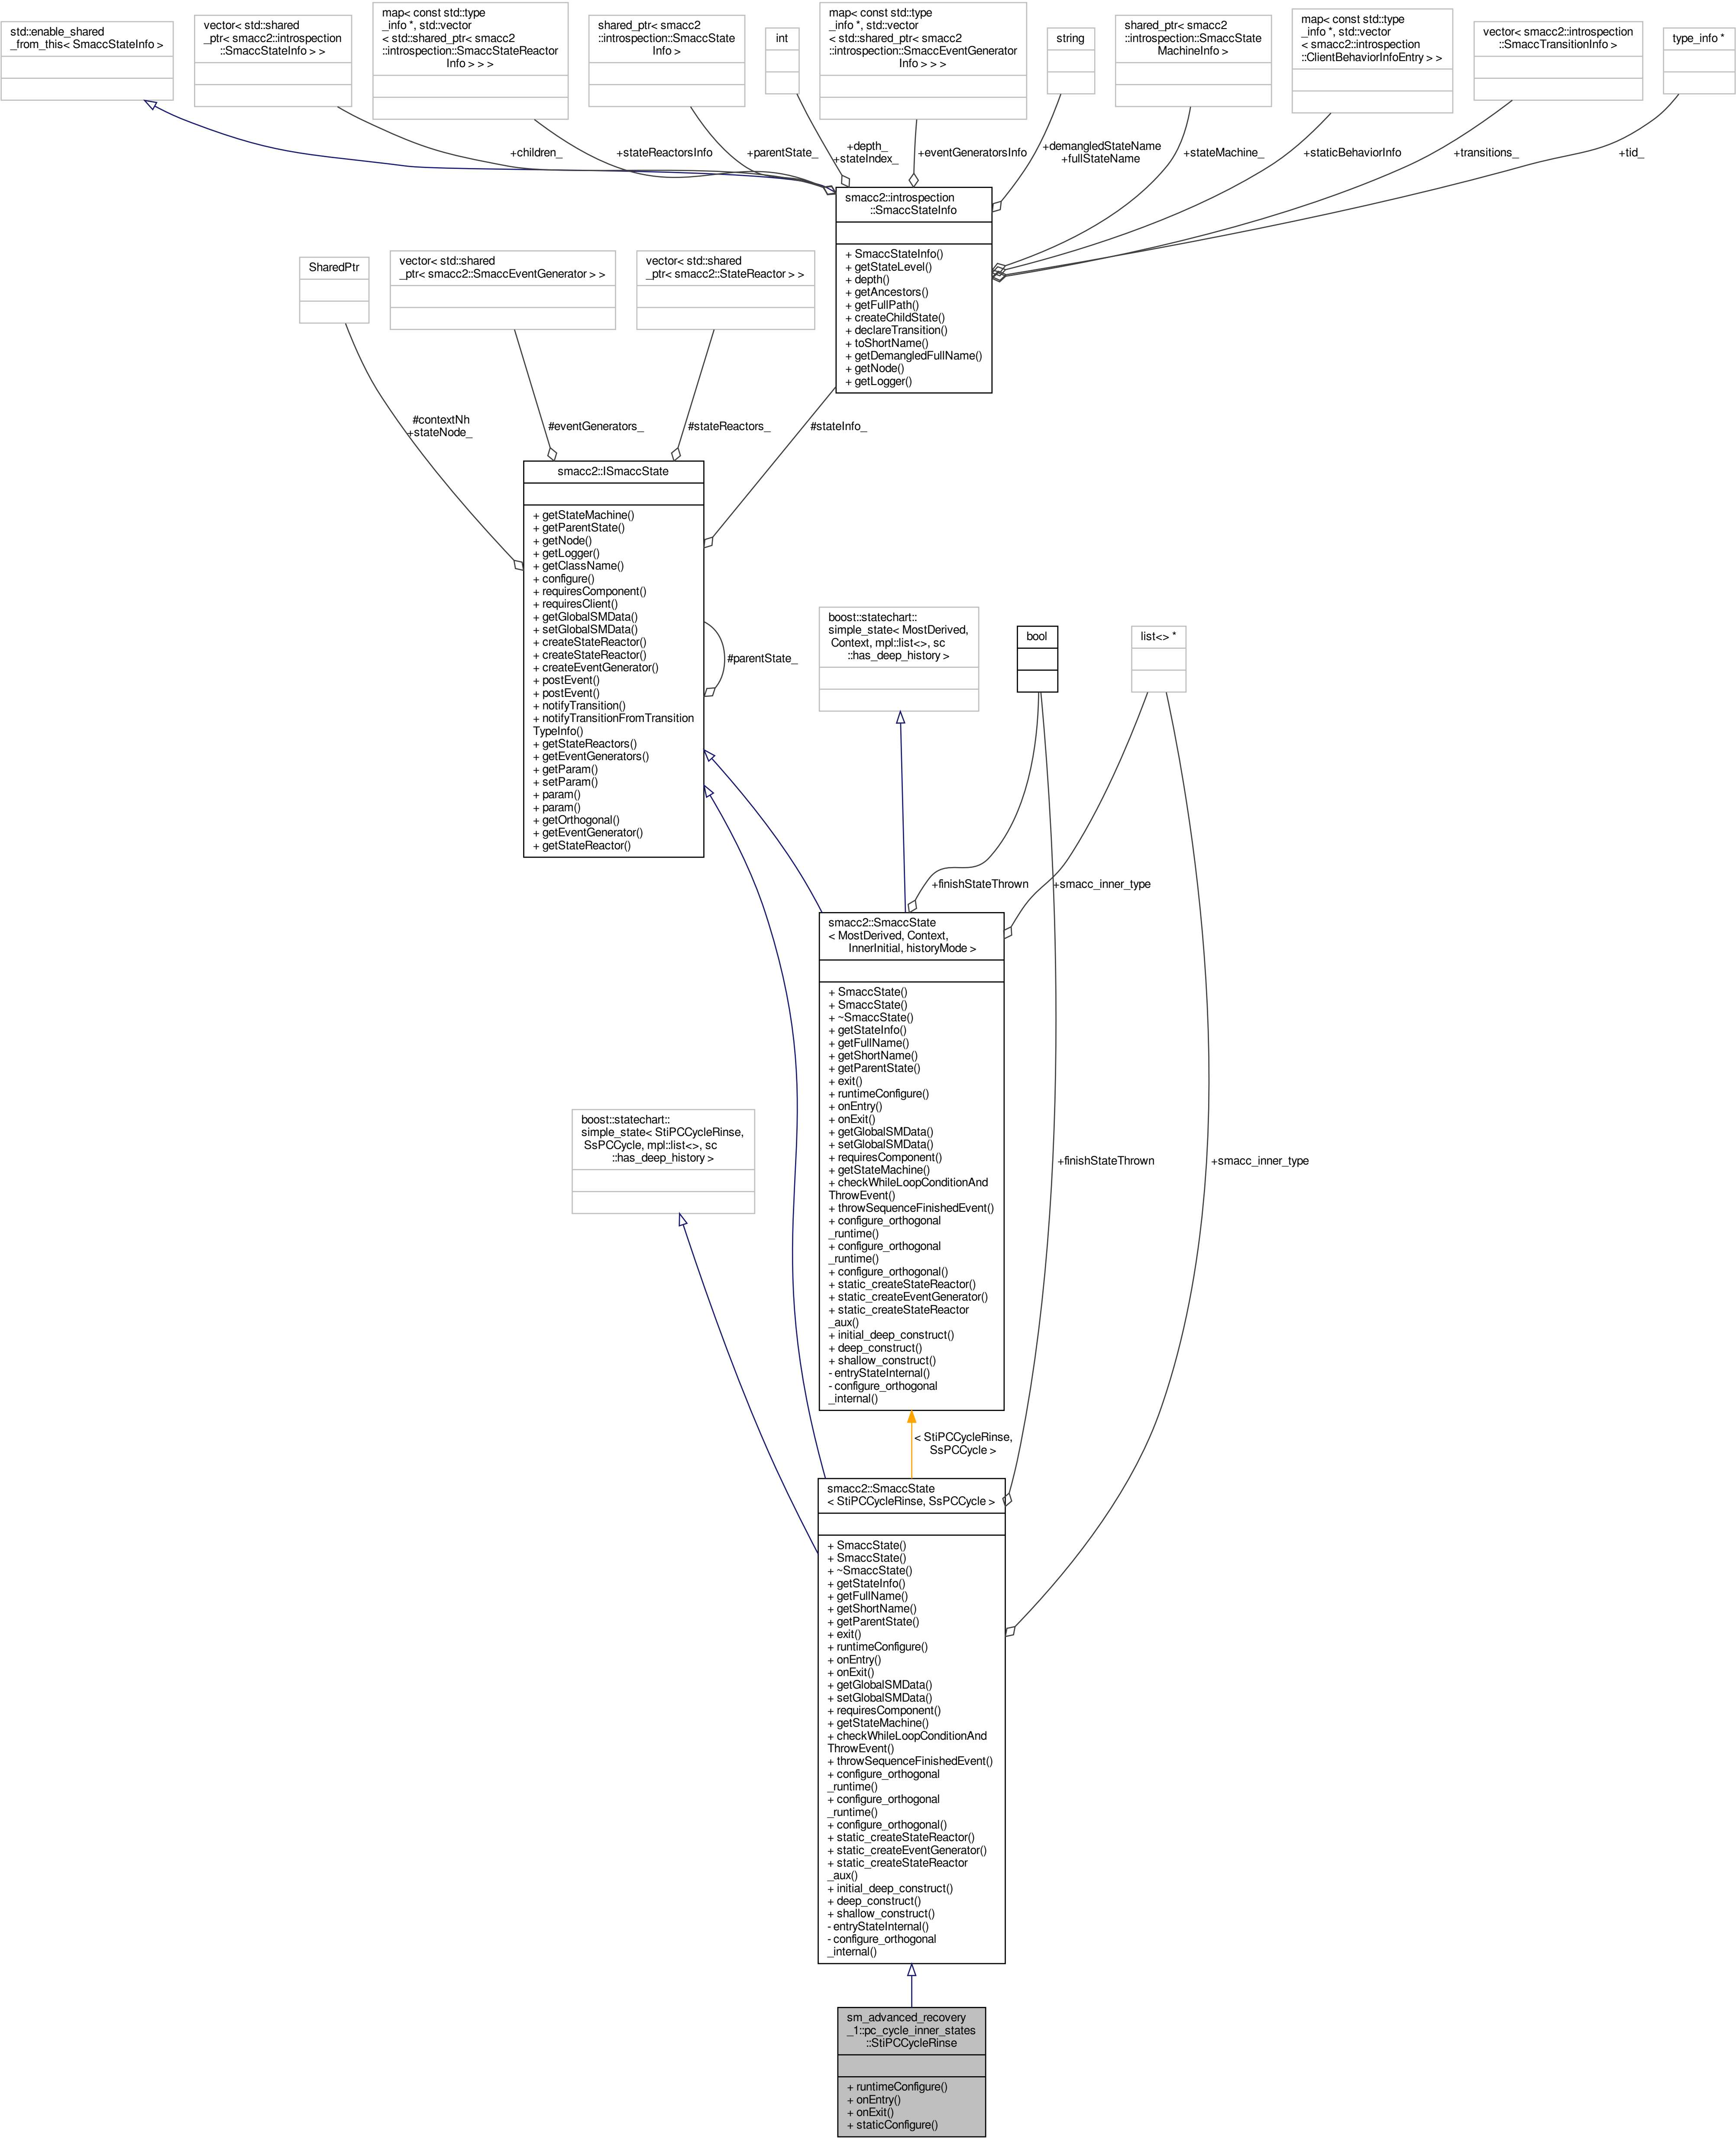 std::enable_shared
_from_this< SmaccStateInfo >
vector< std::shared
_ptr< smacc2::introspection
::SmaccStateInfo > >
map< const std::type
_info *, std::vector
< std::shared_ptr< smacc2
::introspection::SmaccStateReactor
Info > > >
shared_ptr< smacc2
::introspection::SmaccState
Info >
int
map< const std::type
_info *, std::vector
< std::shared_ptr< smacc2
::introspection::SmaccEventGenerator
Info > > >
string
shared_ptr< smacc2
::introspection::SmaccState
MachineInfo >
map< const std::type
_info *, std::vector
< smacc2::introspection
::ClientBehaviorInfoEntry > >
vector< smacc2::introspection
::SmaccTransitionInfo >
type_info *
+children_
+stateReactorsInfo
+parentState_
+depth_
+stateIndex_
+eventGeneratorsInfo
+demangledStateName
+fullStateName
+stateMachine_
+staticBehaviorInfo
+transitions_
+tid_
smacc2::introspection
::SmaccStateInfo
+ SmaccStateInfo()
+ getStateLevel()
+ depth()
+ getAncestors()
+ getFullPath()
+ createChildState()
+ declareTransition()
+ toShortName()
+ getDemangledFullName()
+ getNode()
+ getLogger()
SharedPtr
vector< std::shared
_ptr< smacc2::SmaccEventGenerator > >
vector< std::shared
_ptr< smacc2::StateReactor > >
#contextNh
+stateNode_
#eventGenerators_
#stateReactors_
#stateInfo_
smacc2::ISmaccState
+ getStateMachine()
+ getParentState()
+ getNode()
+ getLogger()
+ getClassName()
+ configure()
+ requiresComponent()
+ requiresClient()
+ getGlobalSMData()
+ setGlobalSMData()
+ createStateReactor()
+ createStateReactor()
+ createEventGenerator()
+ postEvent()
+ postEvent()
+ notifyTransition()
+ notifyTransitionFromTransition
TypeInfo()
+ getStateReactors()
+ getEventGenerators()
+ getParam()
+ setParam()
+ param()
+ param()
+ getOrthogonal()
+ getEventGenerator()
+ getStateReactor()
#parentState_
boost::statechart::
simple_state< MostDerived,
Context, mpl::list<>, sc
::has_deep_history >
bool
list<> *
+finishStateThrown
+smacc_inner_type
smacc2::SmaccState
< MostDerived, Context,
InnerInitial, historyMode >
+ SmaccState()
+ SmaccState()
+ ~SmaccState()
+ getStateInfo()
+ getFullName()
+ getShortName()
+ getParentState()
+ exit()
+ runtimeConfigure()
+ onEntry()
+ onExit()
+ getGlobalSMData()
+ setGlobalSMData()
+ requiresComponent()
+ getStateMachine()
+ checkWhileLoopConditionAnd
ThrowEvent()
+ throwSequenceFinishedEvent()
+ configure_orthogonal
_runtime()
+ configure_orthogonal
_runtime()
+ configure_orthogonal()
+ static_createStateReactor()
+ static_createEventGenerator()
+ static_createStateReactor
_aux()
+ initial_deep_construct()
+ deep_construct()
+ shallow_construct()
- entryStateInternal()
- configure_orthogonal
_internal()
boost::statechart::
simple_state< StiPCCycleRinse,
SsPCCycle, mpl::list<>, sc
::has_deep_history >
+finishStateThrown
+smacc_inner_type
< StiPCCycleRinse,
SsPCCycle >
smacc2::SmaccState
< StiPCCycleRinse, SsPCCycle >
+ SmaccState()
+ SmaccState()
+ ~SmaccState()
+ getStateInfo()
+ getFullName()
+ getShortName()
+ getParentState()
+ exit()
+ runtimeConfigure()
+ onEntry()
+ onExit()
+ getGlobalSMData()
+ setGlobalSMData()
+ requiresComponent()
+ getStateMachine()
+ checkWhileLoopConditionAnd
ThrowEvent()
+ throwSequenceFinishedEvent()
+ configure_orthogonal
_runtime()
+ configure_orthogonal
_runtime()
+ configure_orthogonal()
+ static_createStateReactor()
+ static_createEventGenerator()
+ static_createStateReactor
_aux()
+ initial_deep_construct()
+ deep_construct()
+ shallow_construct()
- entryStateInternal()
- configure_orthogonal
_internal()
sm_advanced_recovery
_1::pc_cycle_inner_states
::StiPCCycleRinse
+ runtimeConfigure()
+ onEntry()
+ onExit()
+ staticConfigure()